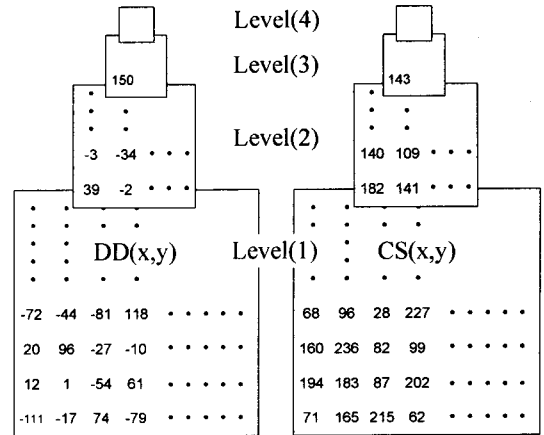 Level(4)
Level(3)
150 143
Level(2)
-3 -34 • • • 140 109 • • •
39 -2 • • • 182 141 • • •
DD(x,y) Level(1) CS(x,y)
-72 -44 -81 118 • • • • • 68 96 28 227 • • • • •
20 96 -27 -10 • • • • • 160 236 82 99 • • • • •
12 1 -54 61 • • • • • 194 183 87 202 • • • • •
-111 -17 74 -79 • • • • • 71 165 215 62 • • • • •